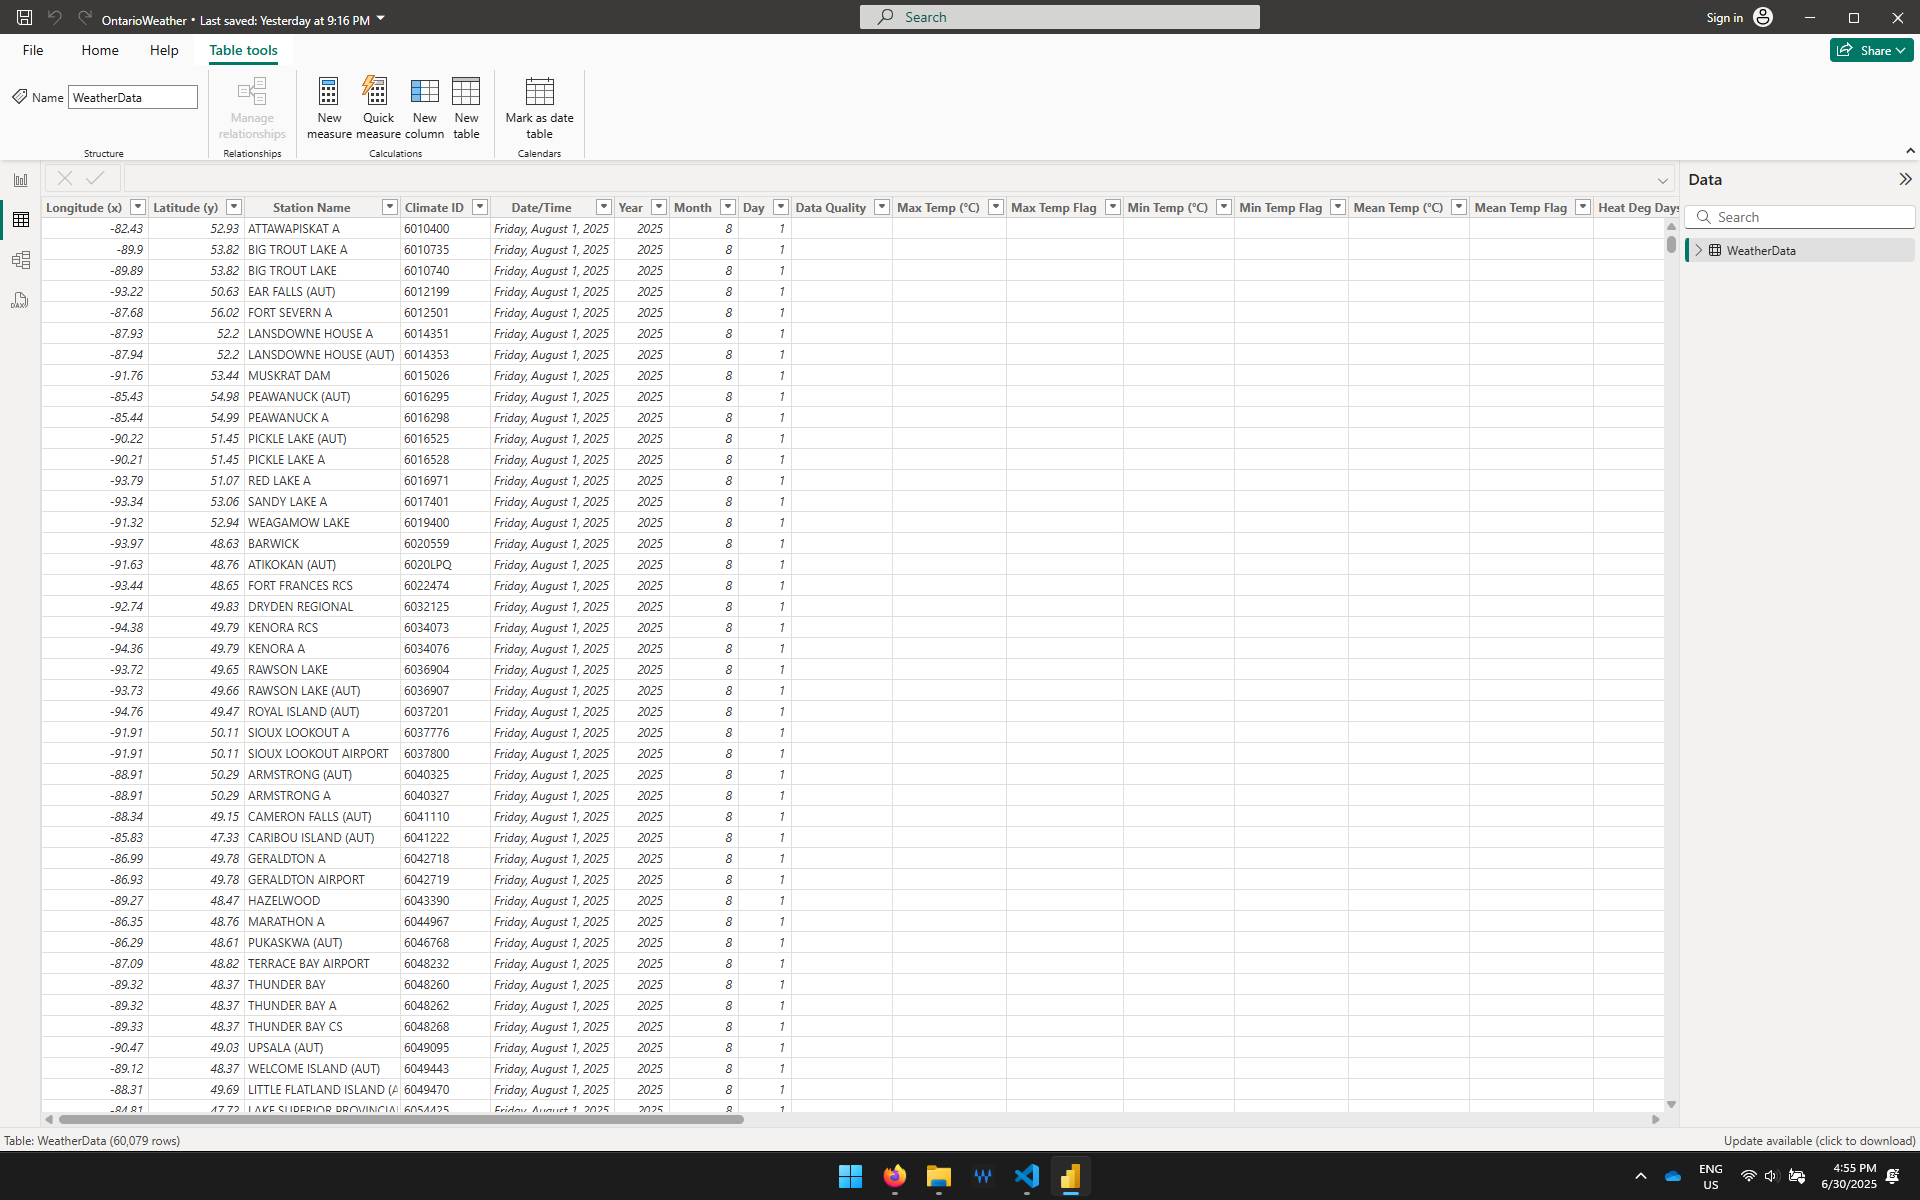 OntarioWeather • Last saved: Yesterday at 9:16 PM
Search
Sign in
File Home Help Table tools
Share
Name WeatherData
Manage relationships
New measure
Quick measure
New column
New table
Mark as date table
Structure Relationships Calculations Calendars
Data
Search
WeatherData
Longitude (x) Latitude (y) Station Name Climate ID Date/Time Year Month Day Data Quality Max Temp (°C) Max Temp Flag Min Temp (°C) Min Temp Flag Mean Temp (°C) Mean Temp Flag Heat Deg Days
-82.43 52.93 ATTAWAPISKAT A 6010400 Friday, August 1, 2025 2025 8 1
-89.9 53.82 BIG TROUT LAKE A 6010735 Friday, August 1, 2025 2025 8 1
-89.89 53.82 BIG TROUT LAKE 6010740 Friday, August 1, 2025 2025 8 1
-93.22 50.63 EAR FALLS (AUT) 6012199 Friday, August 1, 2025 2025 8 1
-87.68 56.02 FORT SEVERN A 6012501 Friday, August 1, 2025 2025 8 1
-87.93 52.2 LANSDOWNE HOUSE A 6014351 Friday, August 1, 2025 2025 8 1
-87.94 52.2 LANSDOWNE HOUSE (AUT) 6014353 Friday, August 1, 2025 2025 8 1
-91.76 53.44 MUSKRAT DAM 6015026 Friday, August 1, 2025 2025 8 1
-85.43 54.98 PEAWANUCK (AUT) 6016295 Friday, August 1, 2025 2025 8 1
-85.44 54.99 PEAWANUCK A 6016298 Friday, August 1, 2025 2025 8 1
-90.22 51.45 PICKLE LAKE (AUT) 6016525 Friday, August 1, 2025 2025 8 1
-90.21 51.45 PICKLE LAKE A 6016528 Friday, August 1, 2025 2025 8 1
-93.79 51.07 RED LAKE A 6016971 Friday, August 1, 2025 2025 8 1
-93.34 53.06 SANDY LAKE A 6017401 Friday, August 1, 2025 2025 8 1
-91.32 52.94 WEAGAMOW LAKE 6019400 Friday, August 1, 2025 2025 8 1
-93.97 48.63 BARWICK 6020559 Friday, August 1, 2025 2025 8 1
-91.63 48.76 ATIKOKAN (AUT) 6020LPQ Friday, August 1, 2025 2025 8 1
-93.44 48.65 FORT FRANCES RCS 6022474 Friday, August 1, 2025 2025 8 1
-92.74 49.83 DRYDEN REGIONAL 6032125 Friday, August 1, 2025 2025 8 1
-94.38 49.79 KENORA RCS 6034073 Friday, August 1, 2025 2025 8 1
-94.36 49.79 KENORA A 6034076 Friday, August 1, 2025 2025 8 1
-93.72 49.65 RAWSON LAKE 6036904 Friday, August 1, 2025 2025 8 1
-93.73 49.66 RAWSON LAKE (AUT) 6036907 Friday, August 1, 2025 2025 8 1
-94.76 49.47 ROYAL ISLAND (AUT) 6037201 Friday, August 1, 2025 2025 8 1
-91.91 50.11 SIOUX LOOKOUT A 6037776 Friday, August 1, 2025 2025 8 1
-91.91 50.11 SIOUX LOOKOUT AIRPORT 6037800 Friday, August 1, 2025 2025 8 1
-88.91 50.29 ARMSTRONG (AUT) 6040325 Friday, August 1, 2025 2025 8 1
-88.91 50.29 ARMSTRONG A 6040327 Friday, August 1, 2025 2025 8 1
-88.34 49.15 CAMERON FALLS (AUT) 6041110 Friday, August 1, 2025 2025 8 1
-85.83 47.33 CARIBOU ISLAND (AUT) 6041222 Friday, August 1, 2025 2025 8 1
-86.99 49.78 GERALDTON A 6042718 Friday, August 1, 2025 2025 8 1
-86.93 49.78 GERALDTON AIRPORT 6042719 Friday, August 1, 2025 2025 8 1
-89.27 48.47 HAZELWOOD 6043390 Friday, August 1, 2025 2025 8 1
-86.35 48.76 MARATHON A 6044967 Friday, August 1, 2025 2025 8 1
-86.29 48.61 PUKASKWA (AUT) 6046768 Friday, August 1, 2025 2025 8 1
-87.09 48.82 TERRACE BAY AIRPORT 6048232 Friday, August 1, 2025 2025 8 1
-89.32 48.37 THUNDER BAY 6048260 Friday, August 1, 2025 2025 8 1
-89.32 48.37 THUNDER BAY A 6048262 Friday, August 1, 2025 2025 8 1
-89.33 48.37 THUNDER BAY CS 6048268 Friday, August 1, 2025 2025 8 1
-90.47 49.03 UPSALA (AUT) 6049095 Friday, August 1, 2025 2025 8 1
-89.12 48.37 WELCOME ISLAND (AUT) 6049443 Friday, August 1, 2025 2025 8 1
-88.31 49.69 LITTLE FLATLAND ISLAND (A 6049470 Friday, August 1, 2025 2025 8 1
-84.81 47.72 LAKE SUPERIOR PROVINCIAL 6054425 Friday, August 1, 2025 2025 8 1
Table: WeatherData (60,079 rows)
Update available (click to download)
ENG
US
4:55 PM
6/30/2025